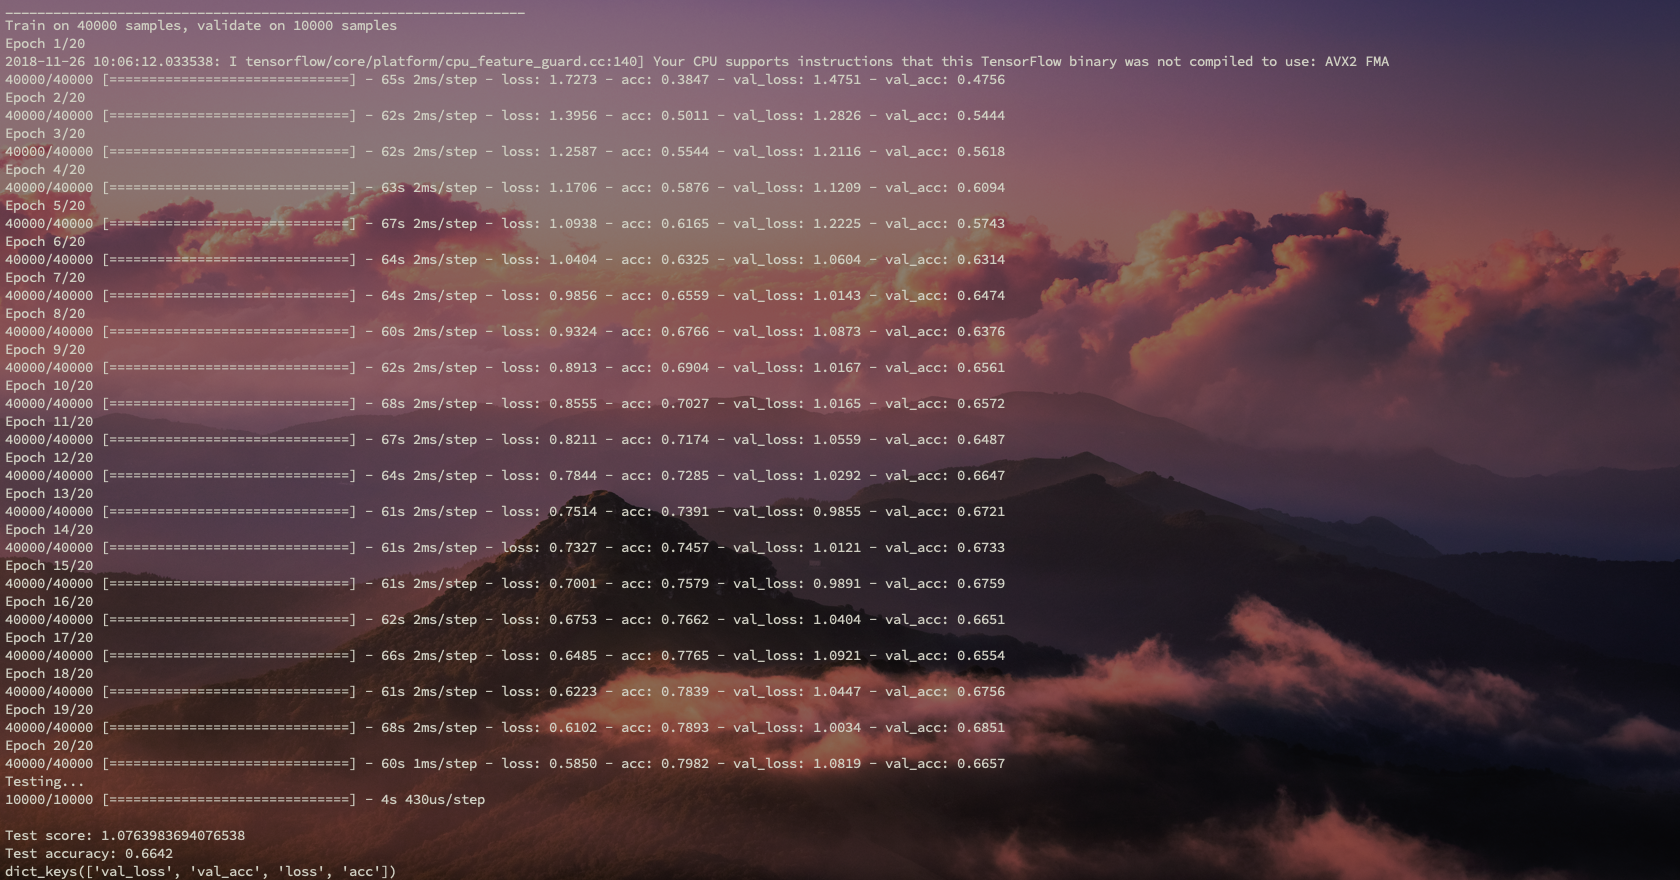 _________________________________________________________________
Train on 40000 samples, validate on 10000 samples
Epoch 1/20
2018-11-26 10:06:12.033538: I tensorflow/core/platform/cpu_feature_guard.cc:140] Your CPU supports instructions that this TensorFlow binary was not compiled to use: AVX2 FMA
40000/40000 [==============================] - 65s 2ms/step - loss: 1.7273 - acc: 0.3847 - val_loss: 1.4751 - val_acc: 0.4756
Epoch 2/20
40000/40000 [==============================] - 62s 2ms/step - loss: 1.3956 - acc: 0.5011 - val_loss: 1.2826 - val_acc: 0.5444
Epoch 3/20
40000/40000 [==============================] - 62s 2ms/step - loss: 1.2587 - acc: 0.5544 - val_loss: 1.2116 - val_acc: 0.5618
Epoch 4/20
40000/40000 [==============================] - 63s 2ms/step - loss: 1.1706 - acc: 0.5876 - val_loss: 1.1209 - val_acc: 0.6094
Epoch 5/20
40000/40000 [==============================] - 67s 2ms/step - loss: 1.0938 - acc: 0.6165 - val_loss: 1.2225 - val_acc: 0.5743
Epoch 6/20
40000/40000 [==============================] - 64s 2ms/step - loss: 1.0404 - acc: 0.6325 - val_loss: 1.0604 - val_acc: 0.6314
Epoch 7/20
40000/40000 [==============================] - 64s 2ms/step - loss: 0.9856 - acc: 0.6559 - val_loss: 1.0143 - val_acc: 0.6474
Epoch 8/20
40000/40000 [==============================] - 60s 2ms/step - loss: 0.9324 - acc: 0.6766 - val_loss: 1.0873 - val_acc: 0.6376
Epoch 9/20
40000/40000 [==============================] - 62s 2ms/step - loss: 0.8913 - acc: 0.6904 - val_loss: 1.0167 - val_acc: 0.6561
Epoch 10/20
40000/40000 [==============================] - 68s 2ms/step - loss: 0.8555 - acc: 0.7027 - val_loss: 1.0165 - val_acc: 0.6572
Epoch 11/20
40000/40000 [==============================] - 67s 2ms/step - loss: 0.8211 - acc: 0.7174 - val_loss: 1.0559 - val_acc: 0.6487
Epoch 12/20
40000/40000 [==============================] - 64s 2ms/step - loss: 0.7844 - acc: 0.7285 - val_loss: 1.0292 - val_acc: 0.6647
Epoch 13/20
40000/40000 [==============================] - 61s 2ms/step - loss: 0.7514 - acc: 0.7391 - val_loss: 0.9855 - val_acc: 0.6721
Epoch 14/20
40000/40000 [==============================] - 61s 2ms/step - loss: 0.7327 - acc: 0.7457 - val_loss: 1.0121 - val_acc: 0.6733
Epoch 15/20
40000/40000 [==============================] - 61s 2ms/step - loss: 0.7001 - acc: 0.7579 - val_loss: 0.9891 - val_acc: 0.6759
Epoch 16/20
40000/40000 [==============================] - 62s 2ms/step - loss: 0.6753 - acc: 0.7662 - val_loss: 1.0404 - val_acc: 0.6651
Epoch 17/20
40000/40000 [==============================] - 66s 2ms/step - loss: 0.6485 - acc: 0.7765 - val_loss: 1.0921 - val_acc: 0.6554
Epoch 18/20
40000/40000 [==============================] - 61s 2ms/step - loss: 0.6223 - acc: 0.7839 - val_loss: 1.0447 - val_acc: 0.6756
Epoch 19/20
40000/40000 [==============================] - 68s 2ms/step - loss: 0.6102 - acc: 0.7893 - val_loss: 1.0034 - val_acc: 0.6851
Epoch 20/20
40000/40000 [==============================] - 60s 1ms/step - loss: 0.5850 - acc: 0.7982 - val_loss: 1.0819 - val_acc: 0.6657
Testing...
10000/10000 [==============================] - 4s 430us/step
Test score: 1.0763983694076538
Test accuracy: 0.6642
dict_keys(['val_loss', 'val_acc', 'loss', 'acc'])